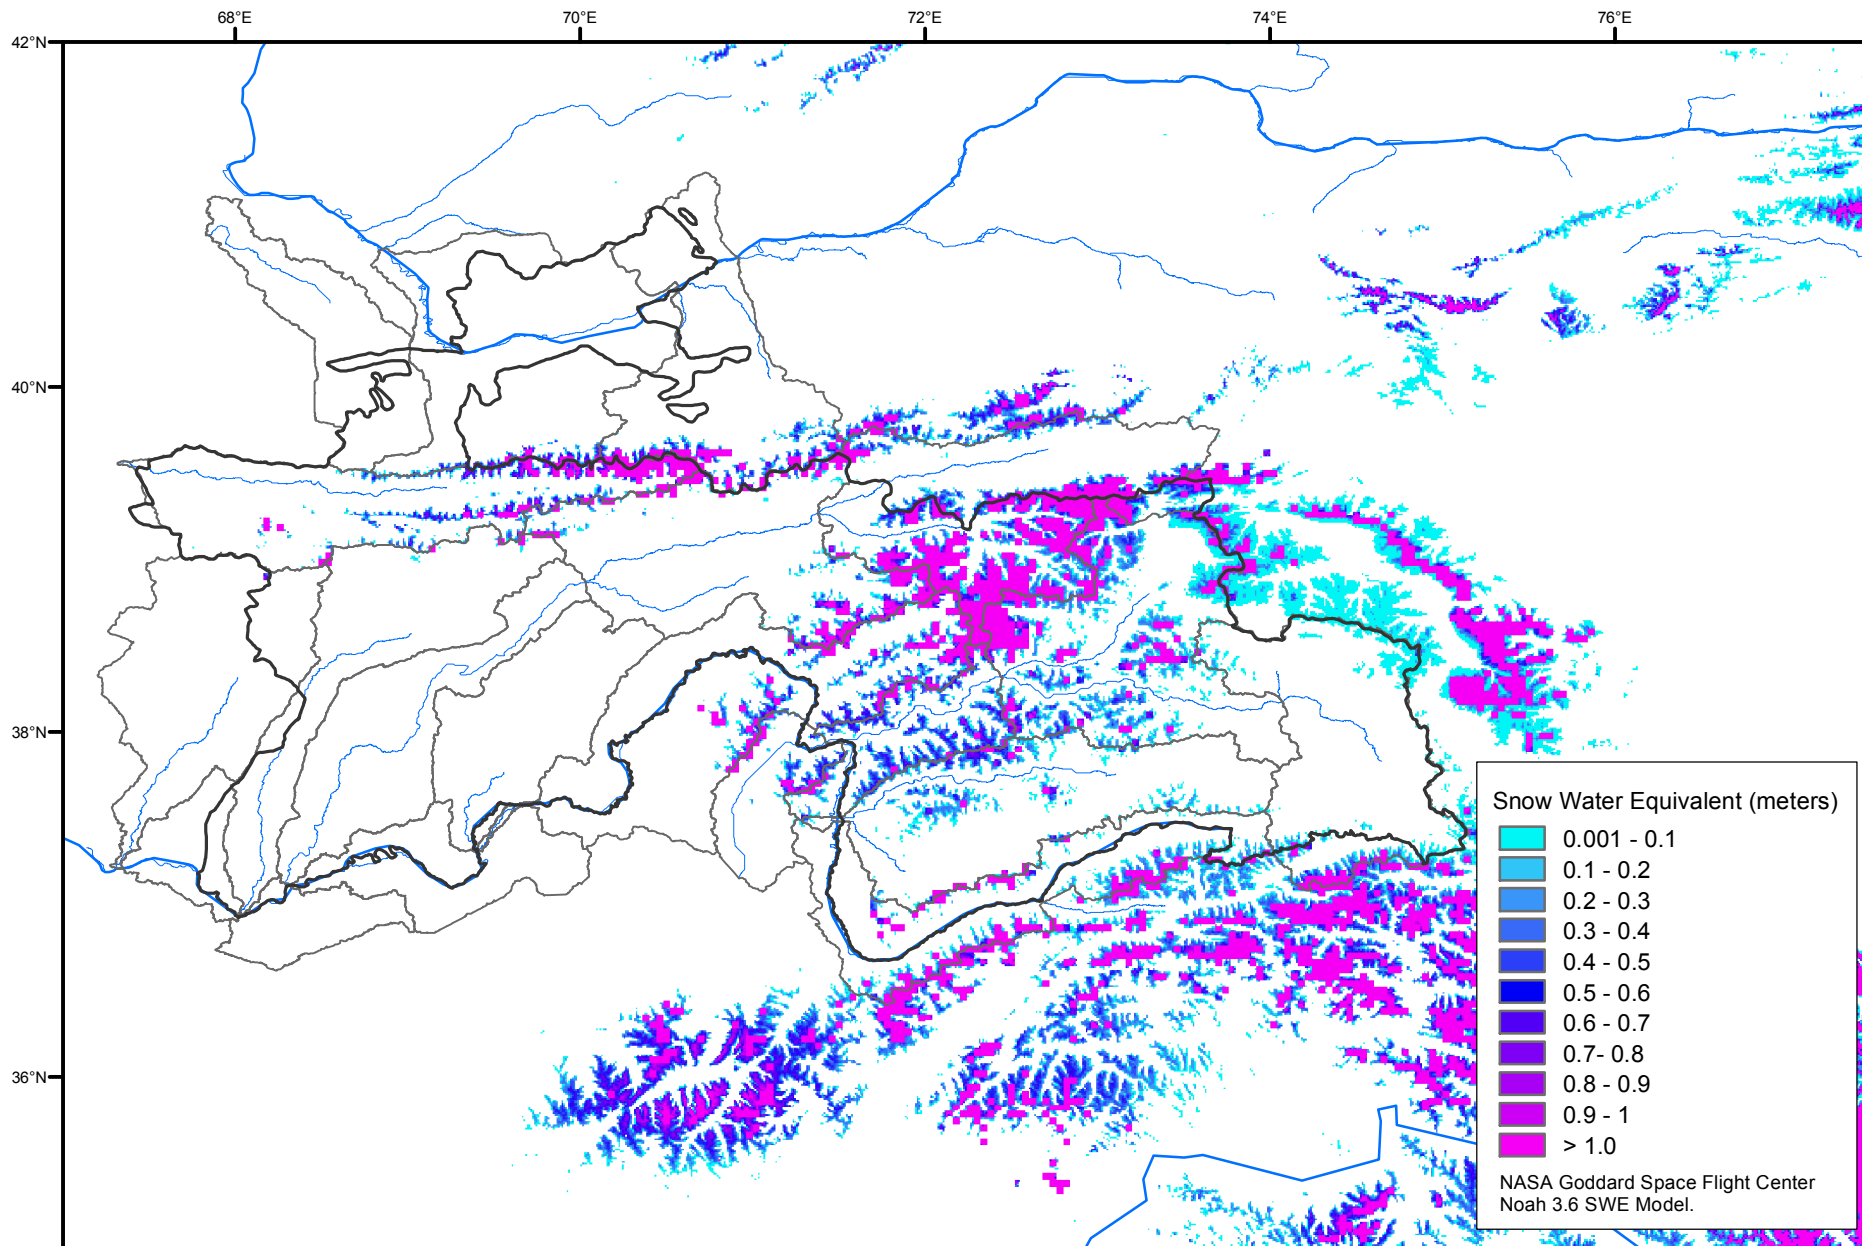 68°E 70°E 72°E 74°E 76°E
42°N
40°N
38°N
36°N
Snow Water Equivalent (meters)
0.001 - 0.1
0.1 - 0.2
0.2 - 0.3
0.3 - 0.4
0.4 - 0.5
0.5 - 0.6
0.6 - 0.7
0.7- 0.8
0.8 - 0.9
0.9 - 1
> 1.0
NASA Goddard Space Flight Center
Noah 3.6 SWE Model.